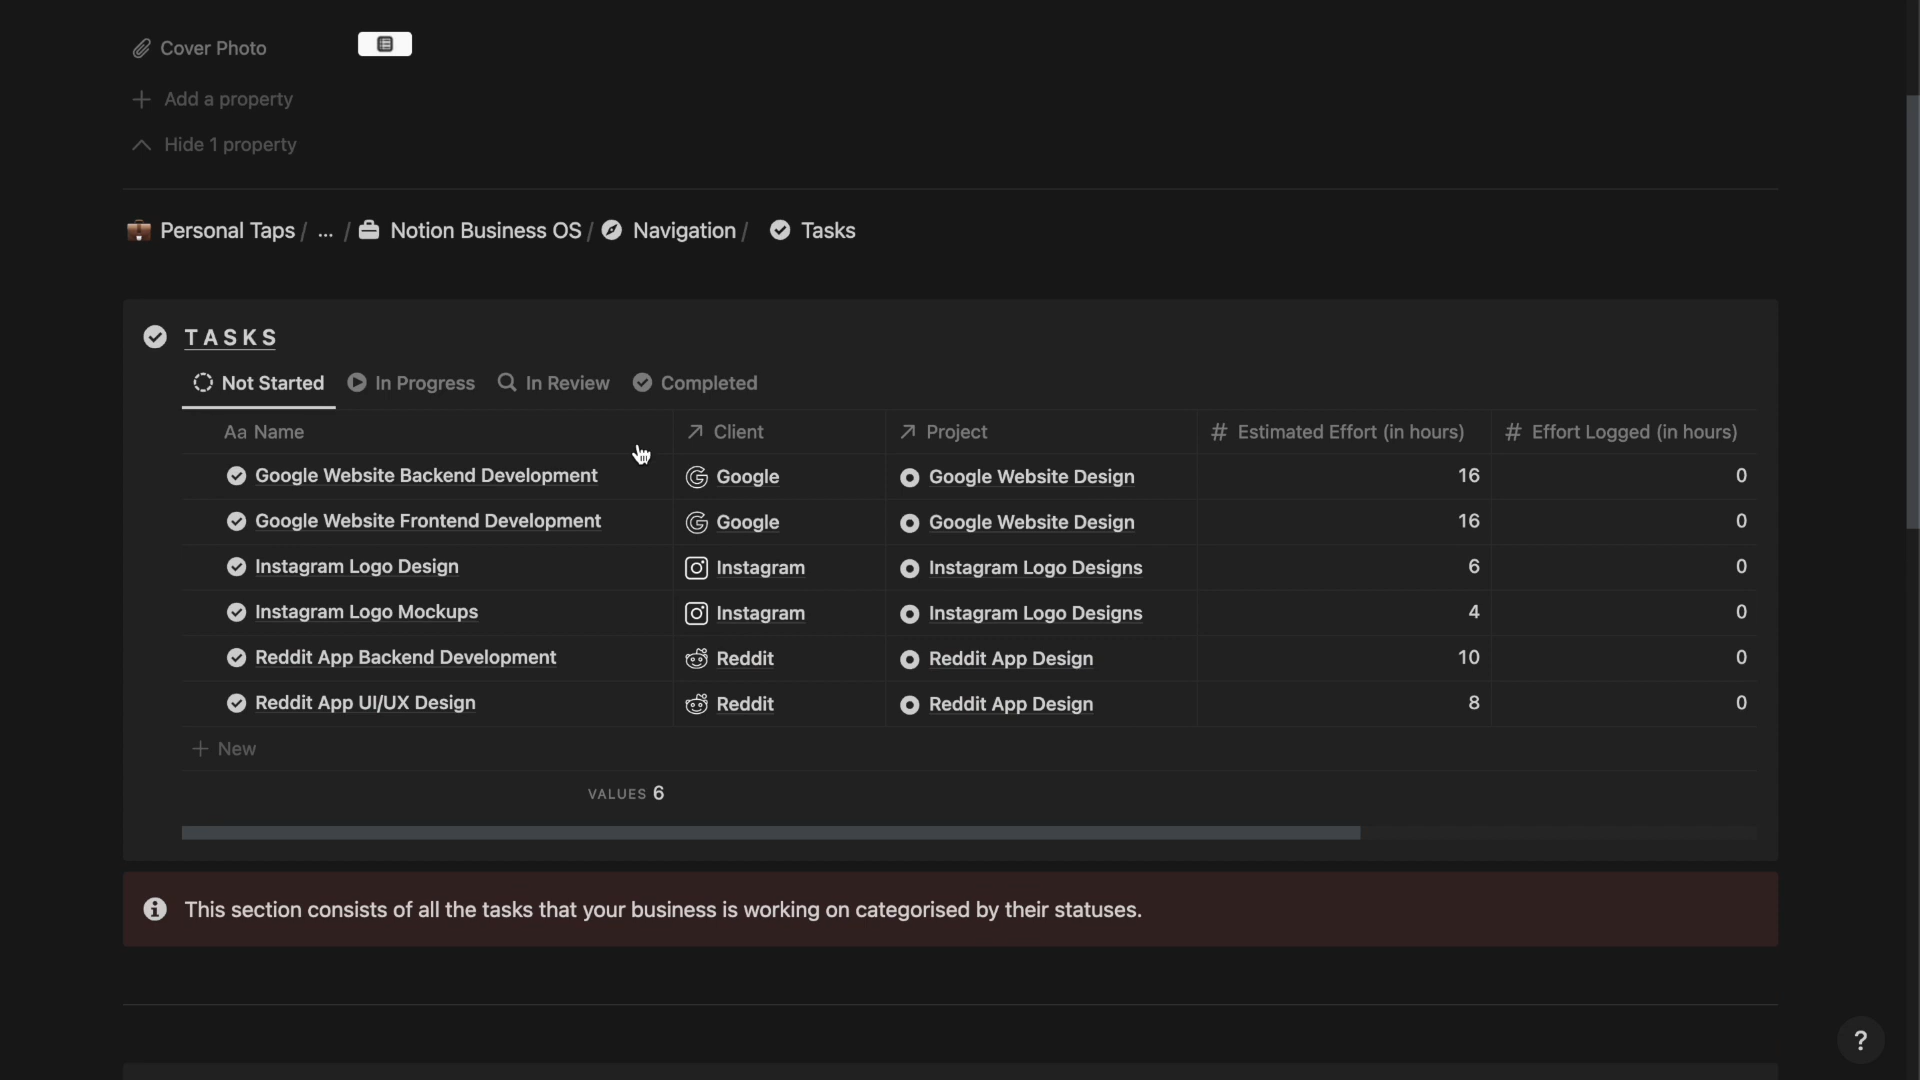 Cover Photo
Add a property
Hide 1 property
Personal Taps / ... / Notion Business OS / Navigation / Tasks
TASKS
Not Started In Progress In Review Completed
Aa Name Client Project # Estimated Effort (in hours) # Effort Logged (in hours)
Google Website Backend Development Google Google Website Design 16 0
Google Website Frontend Development Google Google Website Design 16 0
Instagram Logo Design Instagram Instagram Logo Designs 6 0
Instagram Logo Mockups Instagram Instagram Logo Designs 4 0
Reddit App Backend Development Reddit Reddit App Design 10 0
Reddit App UI/UX Design Reddit Reddit App Design 8 0
+ New
VALUES 6
This section consists of all the tasks that your business is working on categorised by their statuses.
?